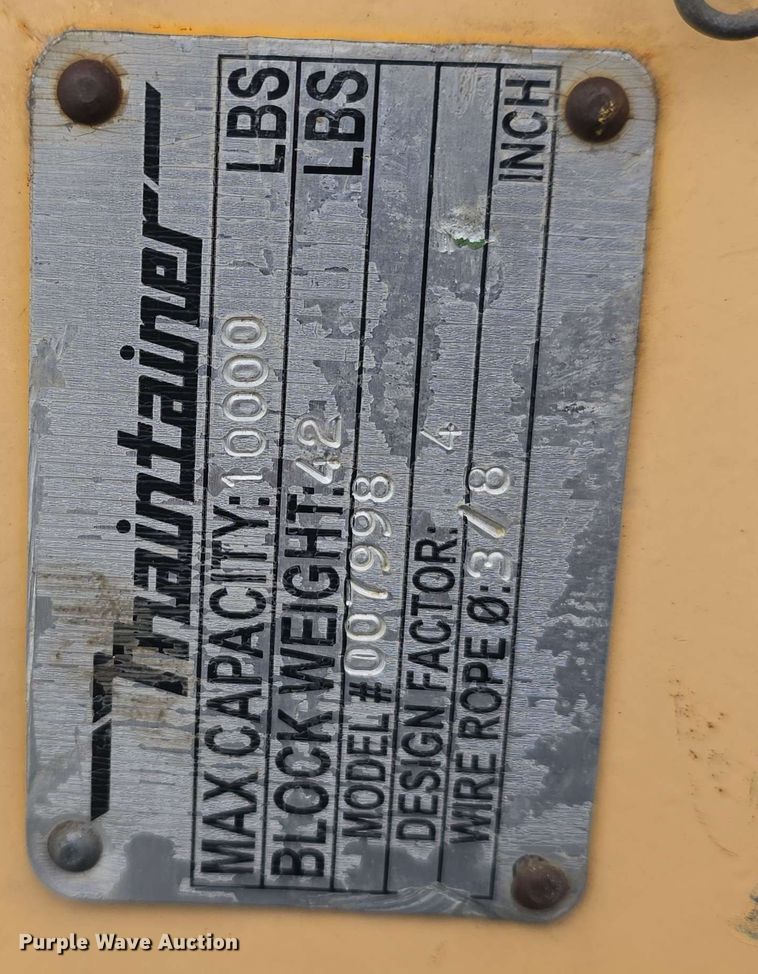 maintainer
MAX CAPACITY: 10000 LBS
BLOCK WEIGHT: 42 LBS
MODEL # 007998
DESIGN FACTOR: 4
WIRE ROPE Ø: 3/8 INCH
Purple Wave Auction